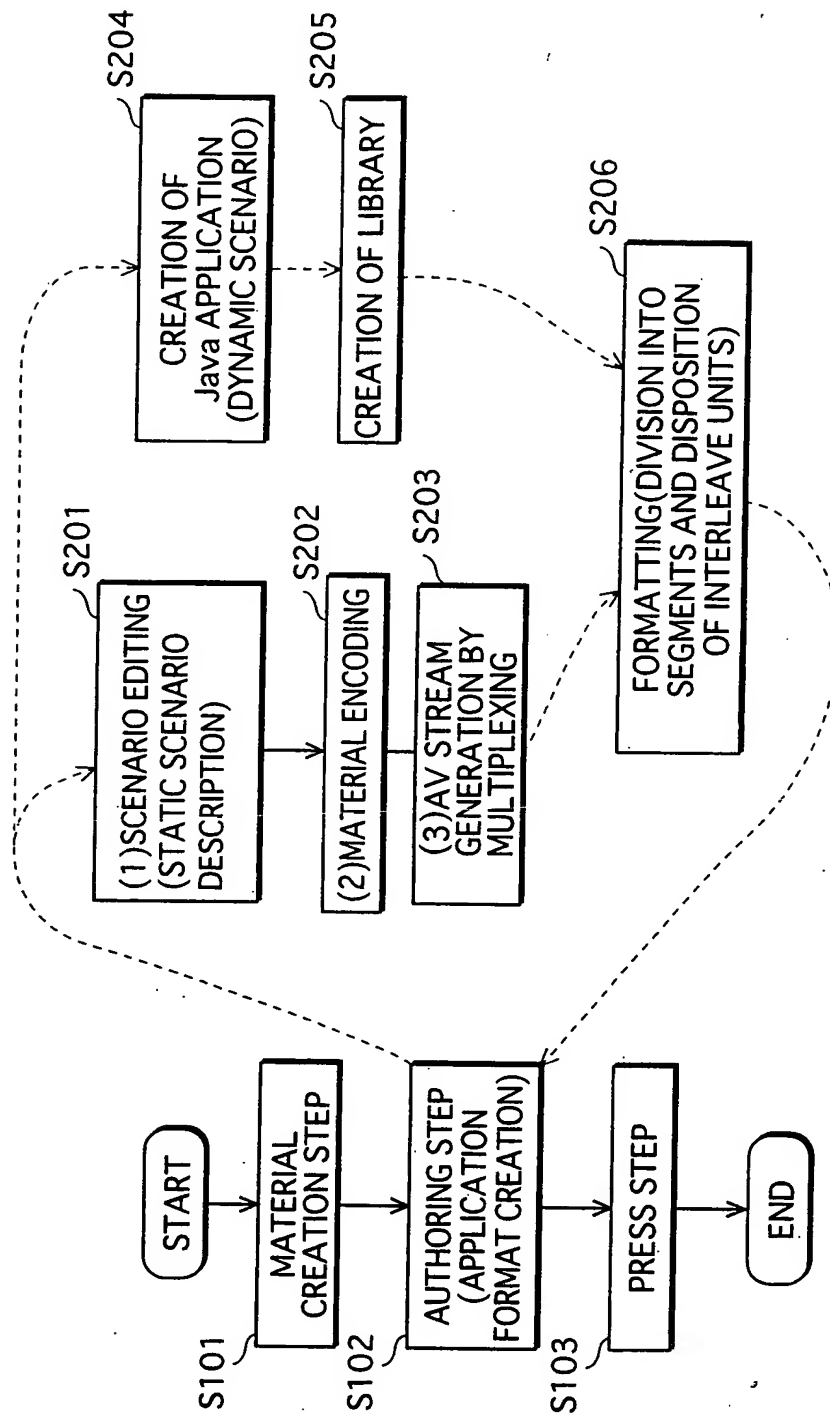 START
S101
MATERIAL
CREATION STEP
S102
AUTHORING STEP
(APPLICATION
FORMAT CREATION)
S103
PRESS STEP
END
S201
(1)SCENARIO EDITING
(STATIC SCENARIO
DESCRIPTION)
S202
(2)MATERIAL ENCODING
S203
(3)AV STREAM
GENERATION BY
MULTIPLEXING
S204
CREATION OF
Java APPLICATION
(DYNAMIC SCENARIO)
S205
CREATION OF LIBRARY
S206
FORMATTING(DIVISION INTO
SEGMENTS AND DISPOSITION
OF INTERLEAVE UNITS)